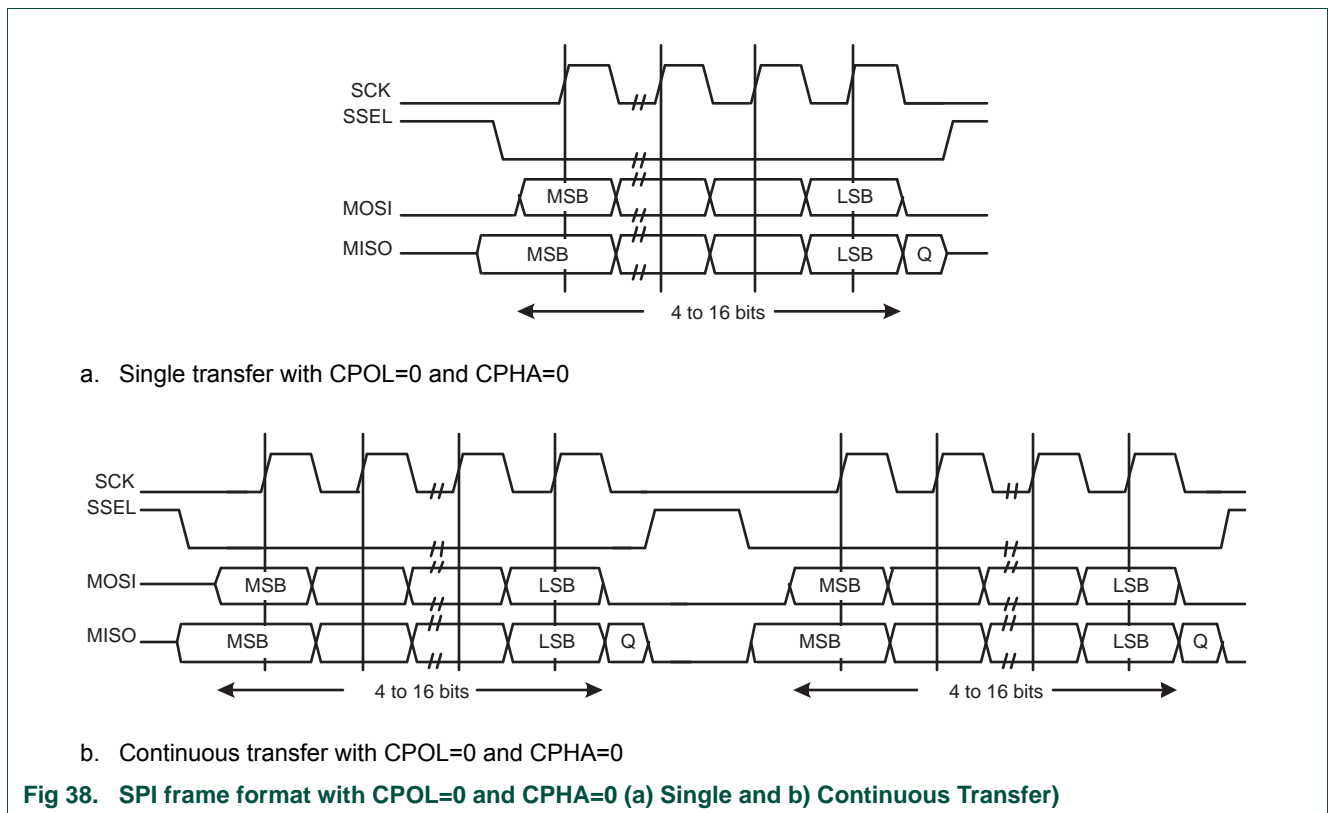 SCK
SSEL
MOSI
MSB
LSB
MISO
MSB
LSB
Q
4 to 16 bits
a. Single transfer with CPOL=0 and CPHA=0
SCK
SSEL
MOSI
MSB
LSB
MSB
LSB
MISO
MSB
LSB
Q
MSB
LSB
Q
4 to 16 bits
4 to 16 bits
b. Continuous transfer with CPOL=0 and CPHA=0
Fig 38. SPI frame format with CPOL=0 and CPHA=0 (a) Single and b) Continuous Transfer)